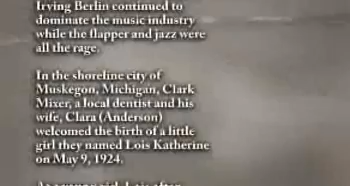 Irving Berlin continued to
dominate the music industry
while the flapper and jazz were
all the rage.
In the shoreline city of
Muskegon, Michigan, Clark
Mixer, a local dentist and his
wife, Clara (Anderson)
welcomed the birth of a little
girl they named Lois Katherine
on May 9, 1924.